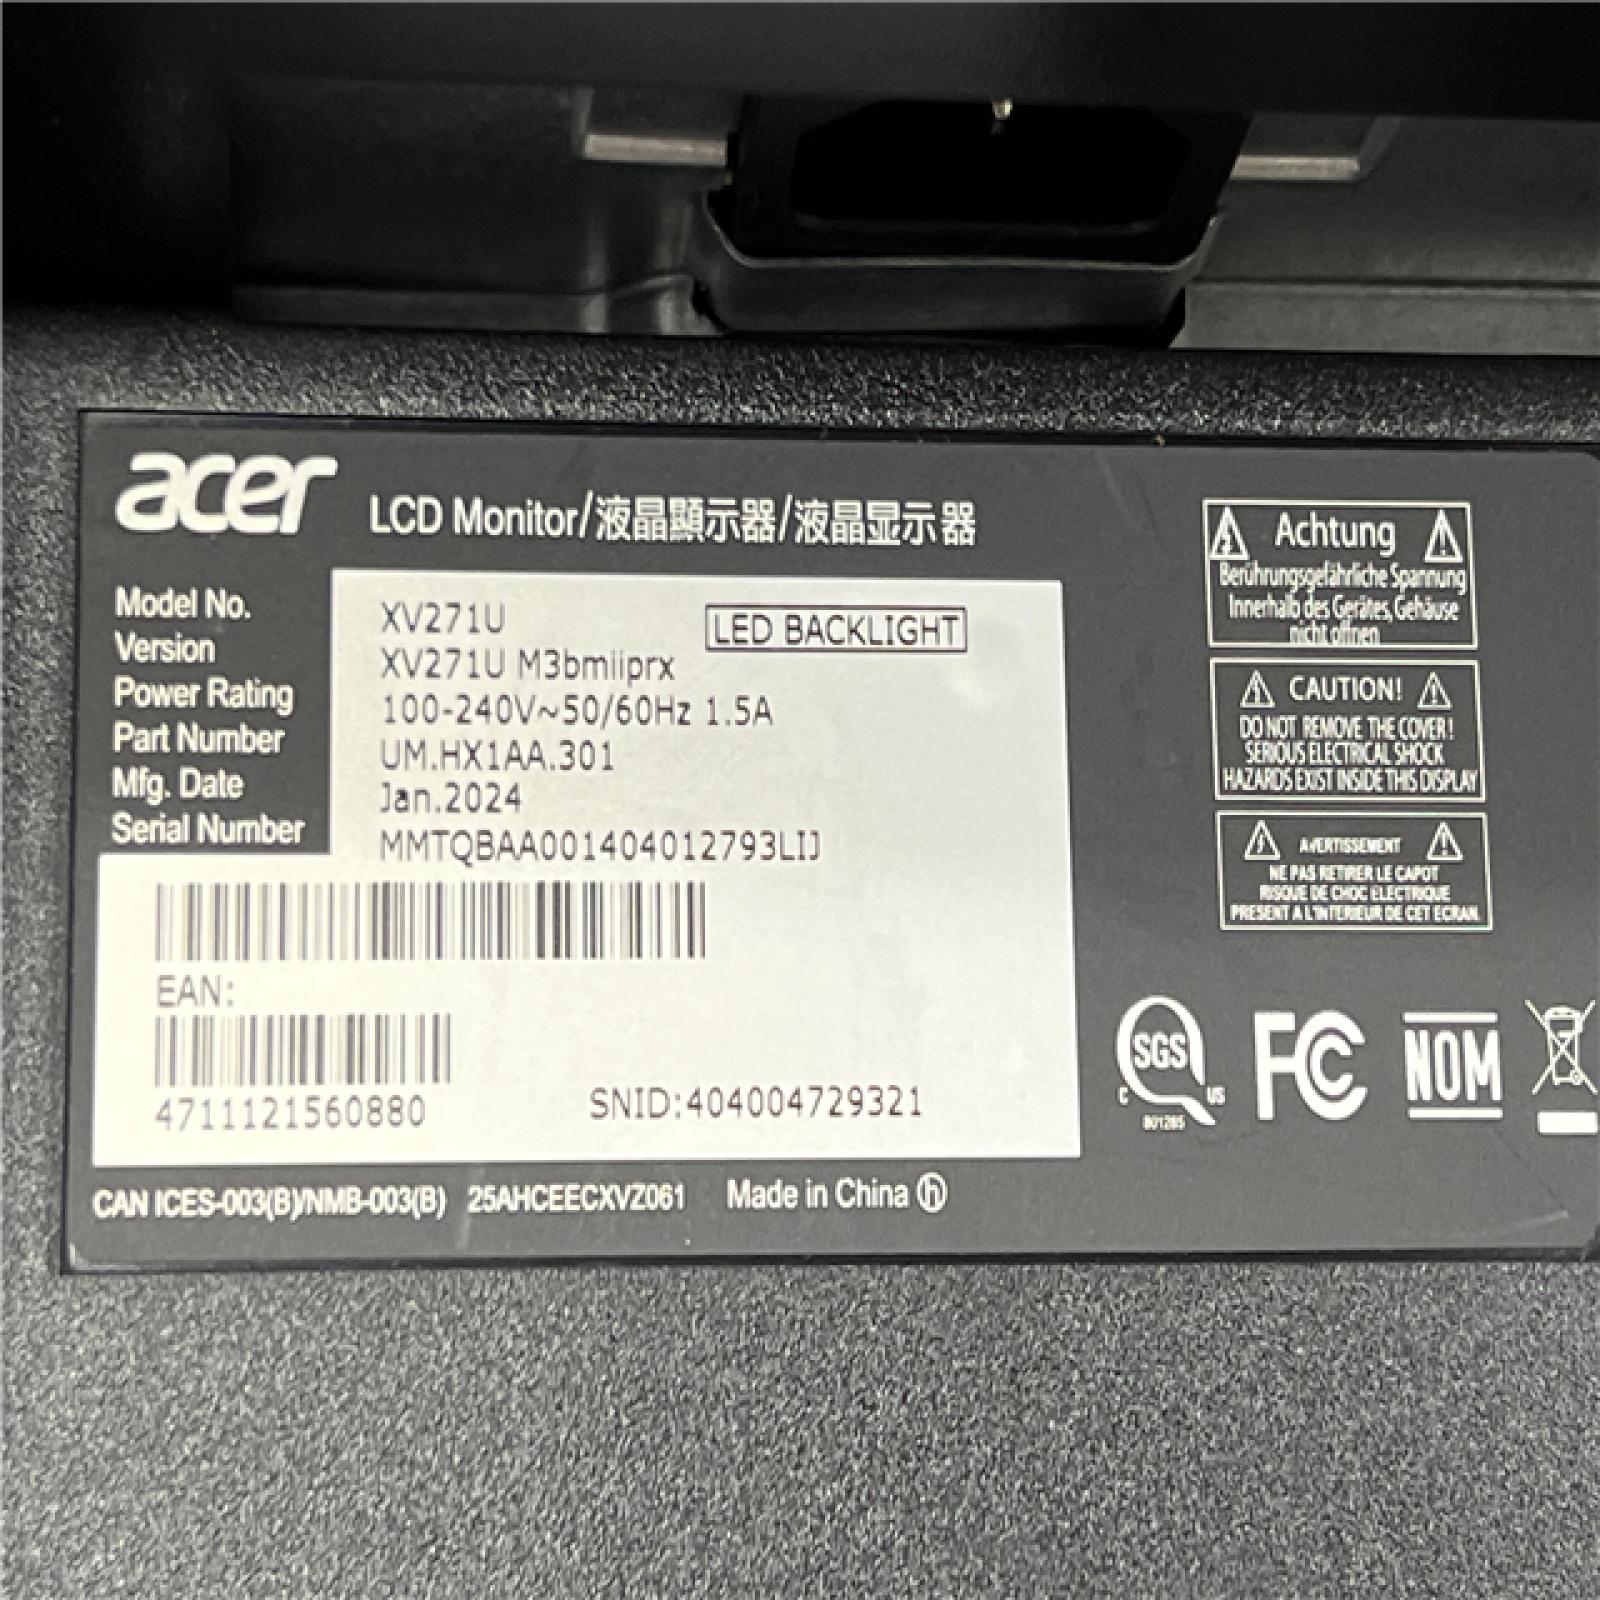 acer LCD Monitor/液晶顯示器/液晶显示器
Model No. XV271U
LED BACKLIGHT
Version XV271U M3bmiiprx
Power Rating 100-240V~50/60Hz 1.5A
Part Number UM.HX1AA.301
Mfg. Date Jan.2024
Serial Number MMTQBAA001404012793LIJ
EAN:
4711121560880
SNID:404004729321
CAN ICES-003(B)/NMB-003(B) 25AHCEECXVZ061 Made in China ⓗ
Achtung
Berührungsgefährliche Spannung
Innerhalb des Gerätes, Gehäuse
nicht öffnen
CAUTION!
DO NOT REMOVE THE COVER!
SERIOUS ELECTRICAL SHOCK
HAZARDS EXIST INSIDE THIS DISPLAY
AVERTISSEMENT
NE PAS RETIRER LE CAPOT
RISQUE DE CHOC ELECTRIQUE
PRESENT A L'INTERIEUR DE CET ECRAN.
SGS
C US
FC
NOM